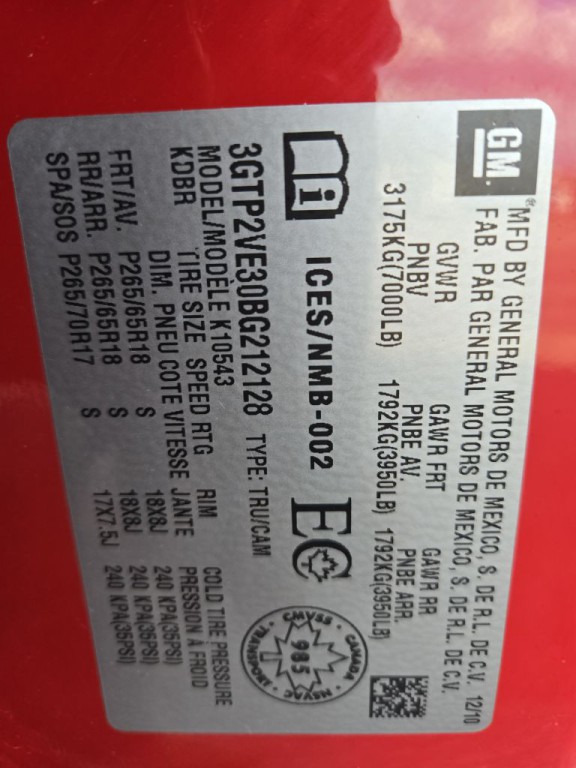 GM
MFD BY GENERAL MOTORS DE MEXICO, S. DE R.L. DE C.V. 12/10
FAB. PAR GENERAL MOTORS DE MEXICO, S. DE R.L. DE C.V.
GVWR GAWR FRT GAWR RR
PNBV PNBE AV. PNBE ARR.
3175KG(7000LB) 1792KG(3950LB) 1792KG(3950LB)
i ICES/NMB-002 EC
CMVSS CANADA
985
NSVAC TRANSPORT
3GTP2VE30BG212128 TYPE: TRU/CAM
MODEL/MODÈLE K10543
KDBR TIRE SIZE SPEED RTG RIM COLD TIRE PRESSURE
DIM. PNEU COTE VITESSE JANTE PRESSION À FROID
FRT/AV. P265/65R18 S 18X8J 240 KPA(35PSI)
RR/ARR. P265/65R18 S 18X8J 240 KPA(35PSI)
SPA/SOS P265/70R17 S 17X7.5J 240 KPA(35PSI)